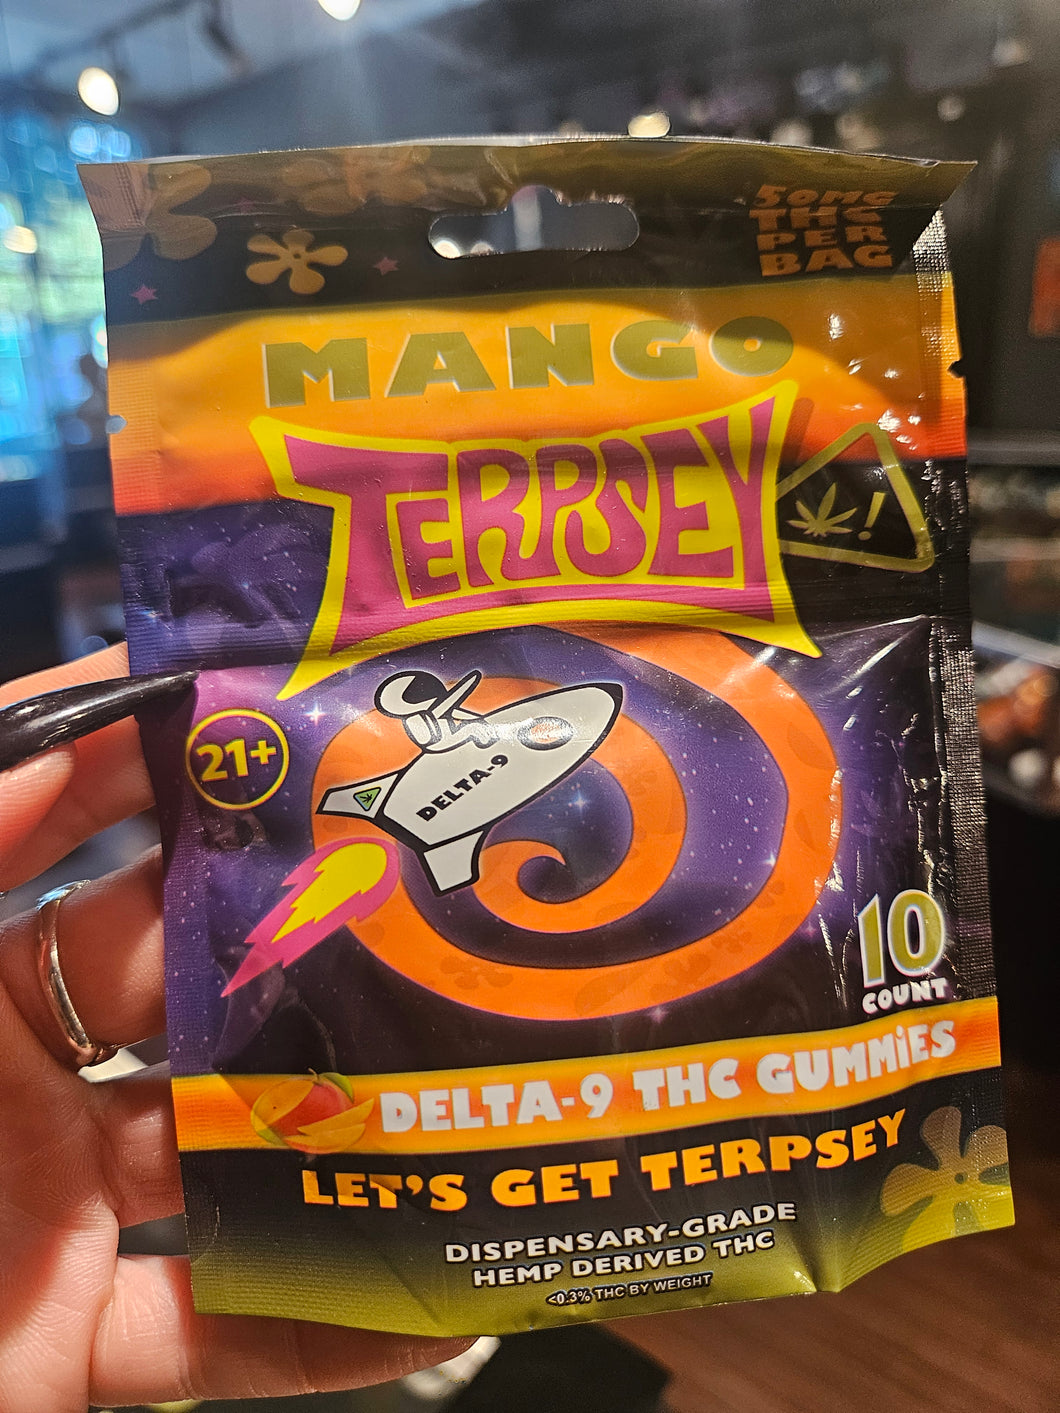 50MG
THC
PER
BAG
MANGO
TERPSEY
!
21+
DELTA-9
10
COUNT
DELTA-9 THC GUMMiES
LET'S GET TERPSEY
DISPENSARY-GRADE
HEMP DERIVED THC
<0.3% THC BY WEIGHT